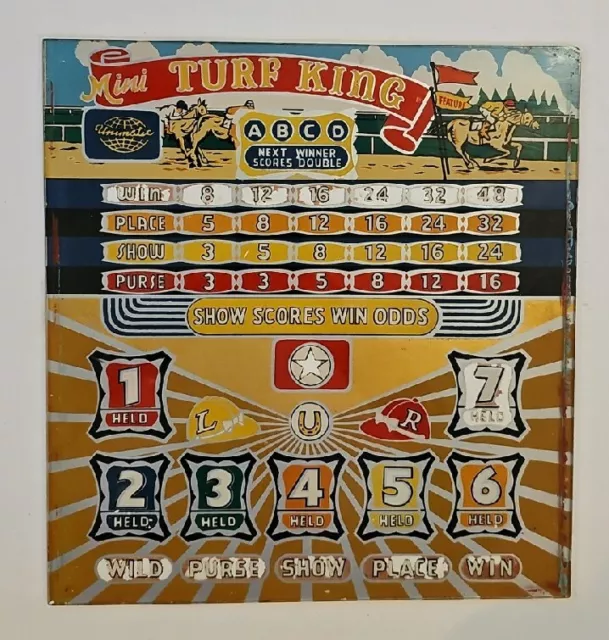 Mini TURF KING
FEATURE
Unimatic
A B C D
NEXT WINNER
SCORES DOUBLE
WIN 8 12 16 24 32 48
PLACE 5 8 12 16 24 32
SHOW 3 5 8 12 16 24
PURSE 3 3 5 8 12 16
SHOW SCORES WIN ODDS
1 7
HELD HELD
L U R
2 3 4 5 6
HELD HELD HELD HELD HELD
WILD PURSE SHOW PLACE WIN